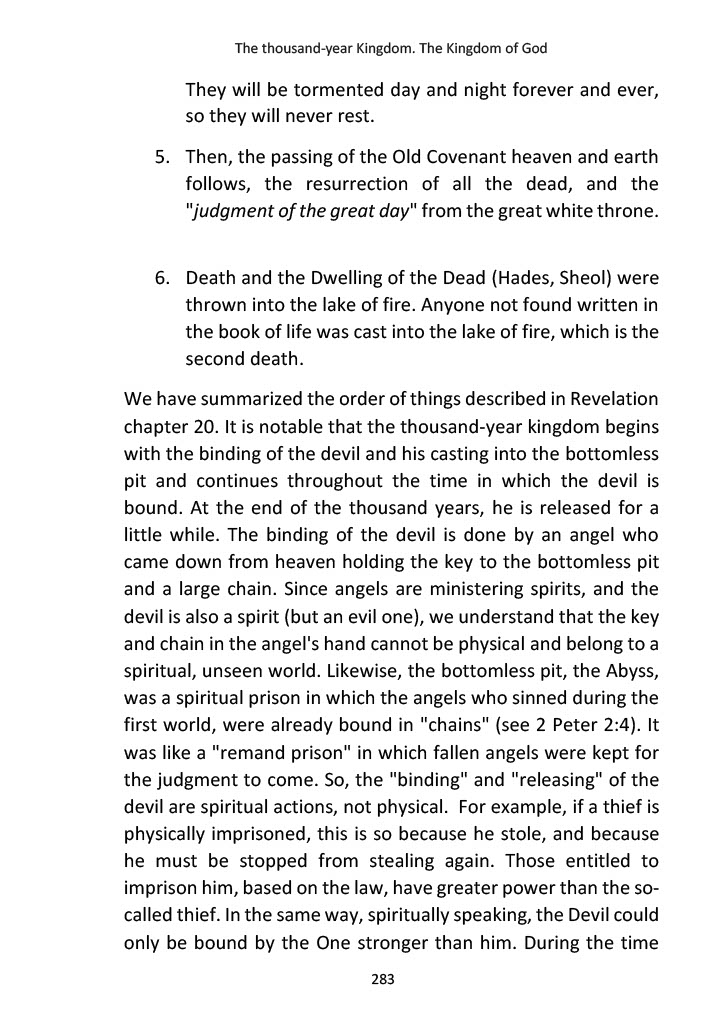 The thousand-year Kingdom. The Kingdom of God
They will be tormented day and night forever and ever,
so they will never rest.
5. Then, the passing of the Old Covenant heaven and earth
follows, the resurrection of all the dead, and the
"judgment of the great day" from the great white throne.
6. Death and the Dwelling of the Dead (Hades, Sheol) were
thrown into the lake of fire. Anyone not found written in
the book of life was cast into the lake of fire, which is the
second death.
We have summarized the order of things described in Revelation
chapter 20. It is notable that the thousand-year kingdom begins
with the binding of the devil and his casting into the bottomless
pit and continues throughout the time in which the devil is
bound. At the end of the thousand years, he is released for a
little while. The binding of the devil is done by an angel who
came down from heaven holding the key to the bottomless pit
and a large chain. Since angels are ministering spirits, and the
devil is also a spirit (but an evil one), we understand that the key
and chain in the angel's hand cannot be physical and belong to a
spiritual, unseen world. Likewise, the bottomless pit, the Abyss,
was a spiritual prison in which the angels who sinned during the
first world, were already bound in "chains" (see 2 Peter 2:4). It
was like a "remand prison" in which fallen angels were kept for
the judgment to come. So, the "binding" and "releasing" of the
devil are spiritual actions, not physical.  For example, if a thief is
physically imprisoned, this is so because he stole, and because
he must be stopped from stealing again. Those entitled to
imprison him, based on the law, have greater power than the so-
called thief. In the same way, spiritually speaking, the Devil could
only be bound by the One stronger than him. During the time
283